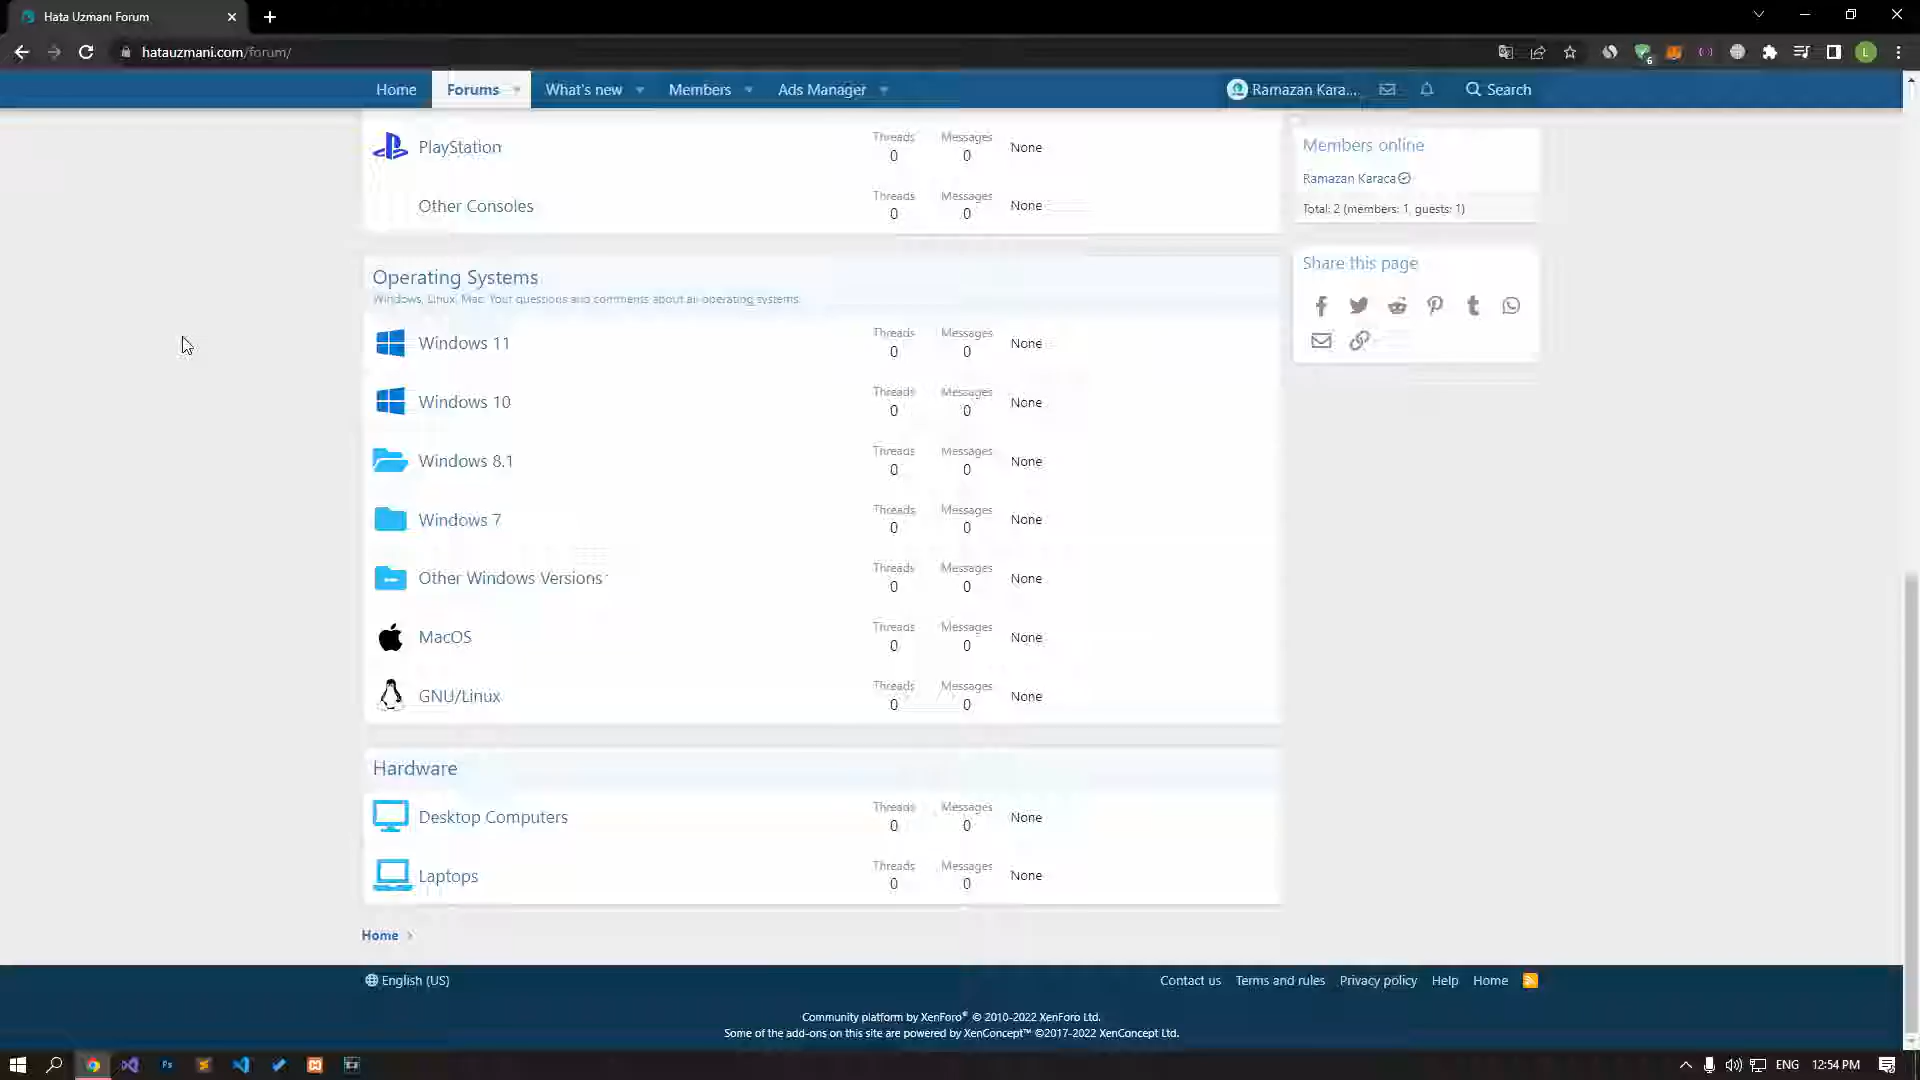 Hata Uzmanı Forum
hatauzmani.com/forum/
6
L
Home
Forums
What's new
Members
Ads Manager
Ramazan Kara...
Search
PlayStation
Threads
0
Messages
0
None
Other Consoles
Threads
0
Messages
0
None
Operating Systems
Windows, Linux, Mac. Your questions and comments about all operating systems.
Windows 11
Threads
0
Messages
0
None
Windows 10
Threads
0
Messages
0
None
Windows 8.1
Threads
0
Messages
0
None
Windows 7
Threads
0
Messages
0
None
Other Windows Versions
Threads
0
Messages
0
None
MacOS
Threads
0
Messages
0
None
GNU/Linux
Threads
0
Messages
0
None
Hardware
Desktop Computers
Threads
0
Messages
0
None
Laptops
Threads
0
Messages
0
None
Members online
Ramazan Karaca
Total: 2 (members: 1, guests: 1)
Share this page
Home
English (US)
Contact us
Terms and rules
Privacy policy
Help
Home
Community platform by XenForo® © 2010-2022 XenForo Ltd.
Some of the add-ons on this site are powered by XenConcept™ ©2017-2022 XenConcept Ltd.
Ps
ENG
12:54 PM